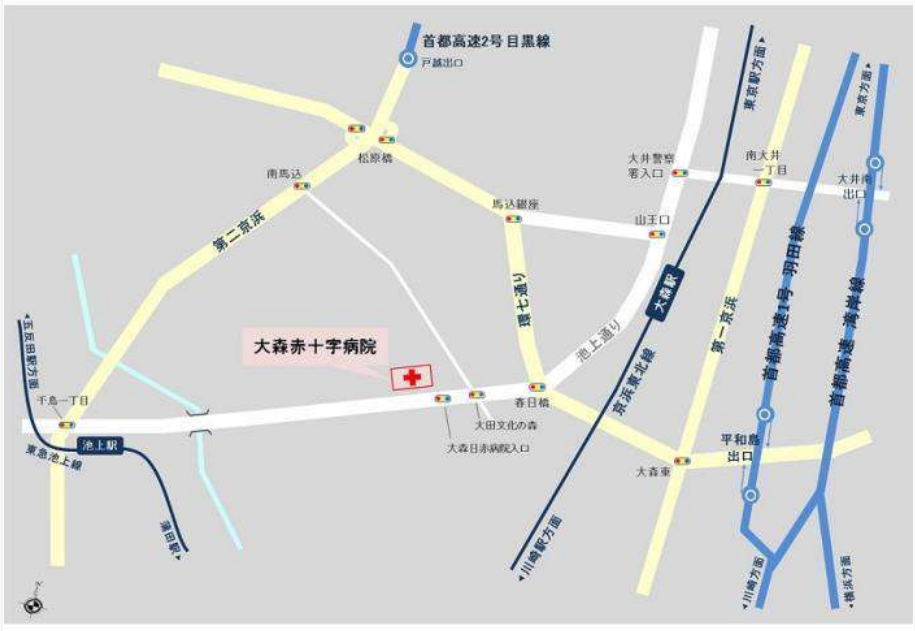 首都高速2号 目黒線
戸越出口
松原橋
南馬込
第二京浜
馬込銀座
大井警察
署入口
山王口
東京駅方面
南大井
一丁目
大井南
出口
東京方面
大森駅
環七通り
池上通り
京浜東北線
第一京浜
首都高速1号 羽田線
首都高速 湾岸線
大森赤十字病院
五反田駅方面
千鳥一丁目
池上駅
東急池上線
蒲田駅
大森日赤病院入口
大田文化の森
春日橋
大森東
平和島
出口
川崎駅方面
川崎方面
横浜方面